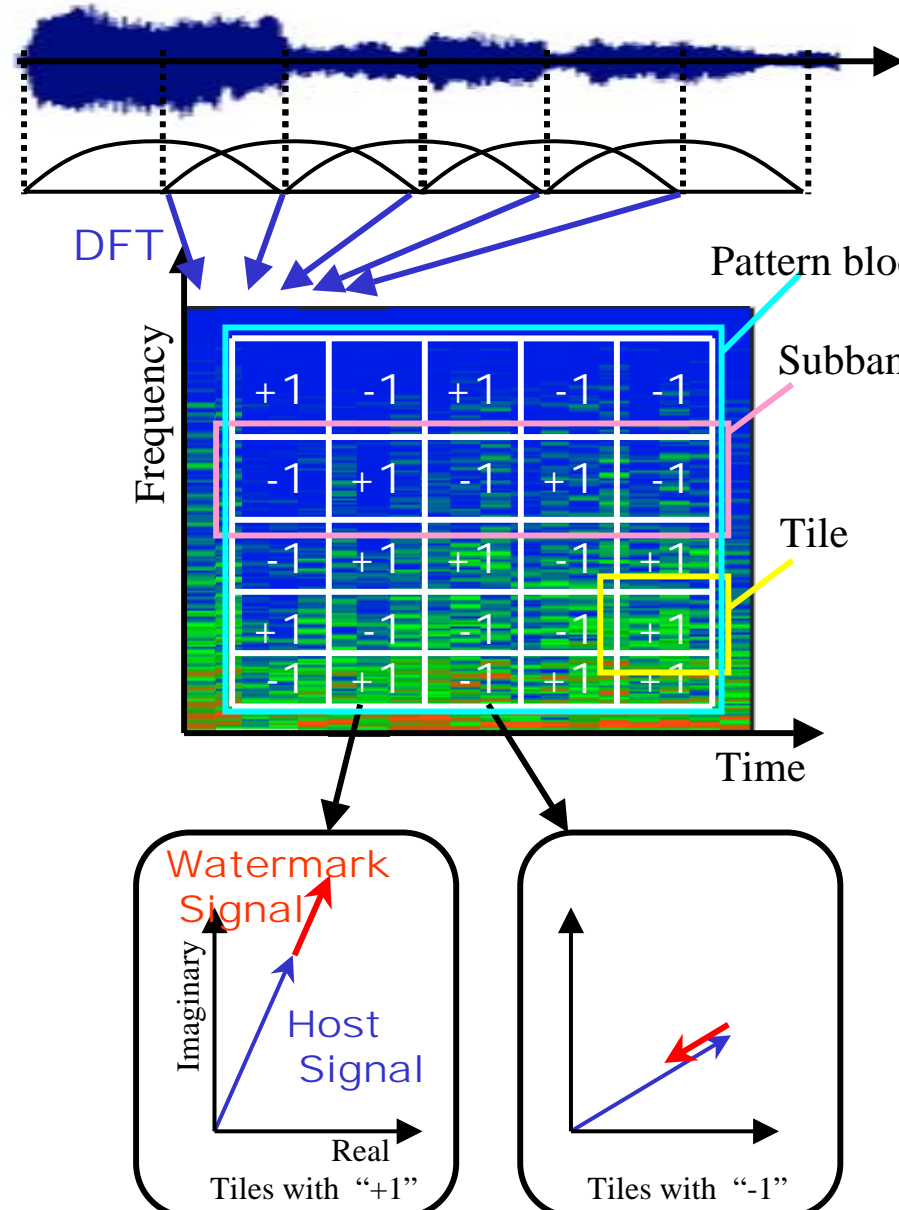 DFT
Pattern bloc
Subban
Frequency
+1 -1 +1 -1 -1
-1 +1 -1 +1 -1
Tile
-1 +1 +1 -1 +1
+1 -1 -1 -1 +1
-1 +1 -1 +1 +1
Time
Watermark
Signal
Imaginary
Host
Signal
Real
Tiles with “+1”
Tiles with “-1”